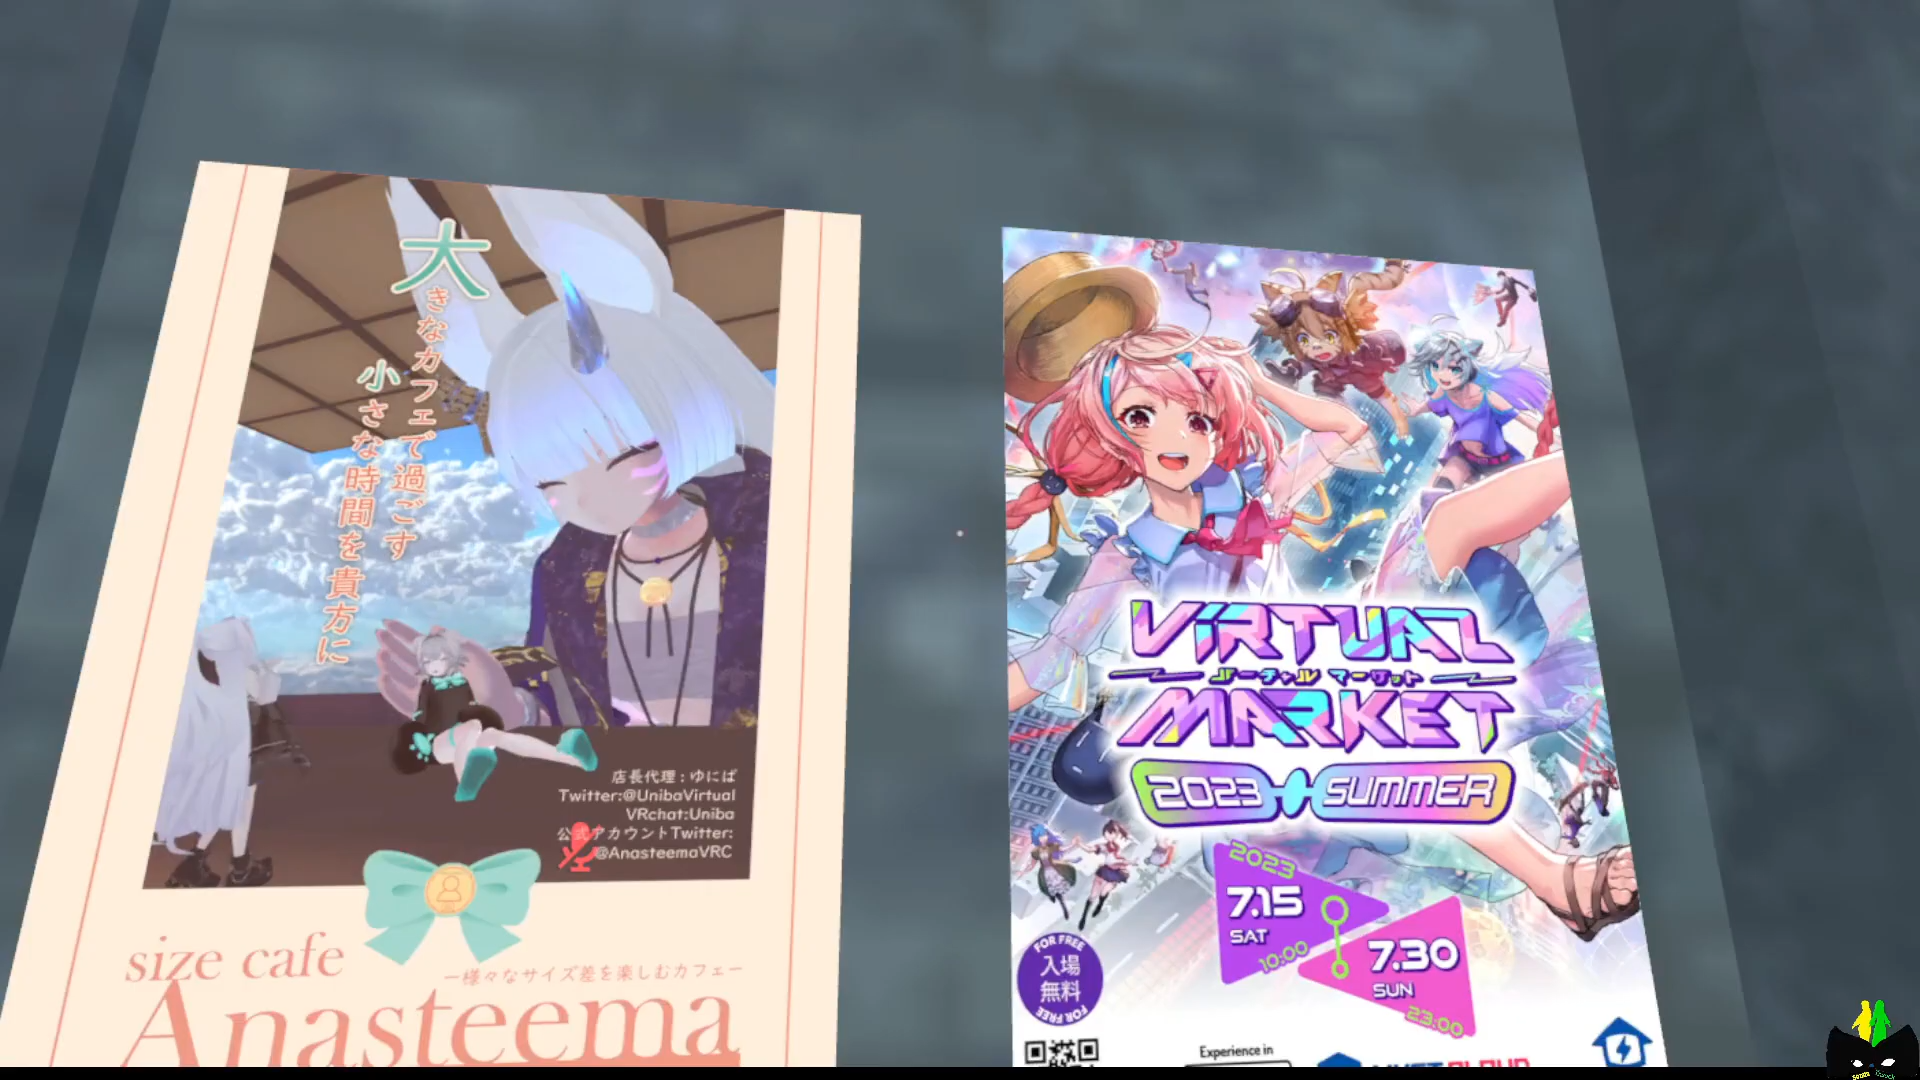 大きなカフェで過ごす
小さな時間を貴方に
店長代理:ゆにば
Twitter:@UnibaVirtual
VRchat:Uniba
公式アカウントTwitter:
@AnasteemaVRC
size cafe
ー様々なサイズ差を楽しむカフェー
Anasteema
VIRTUAL
バーチャル マーケット
MARKET
2023 SUMMER
2023
7.15
SAT
10:00
7.30
SUN
23:00
FOR FREE
入場
無料
FOR FREE
Experience in